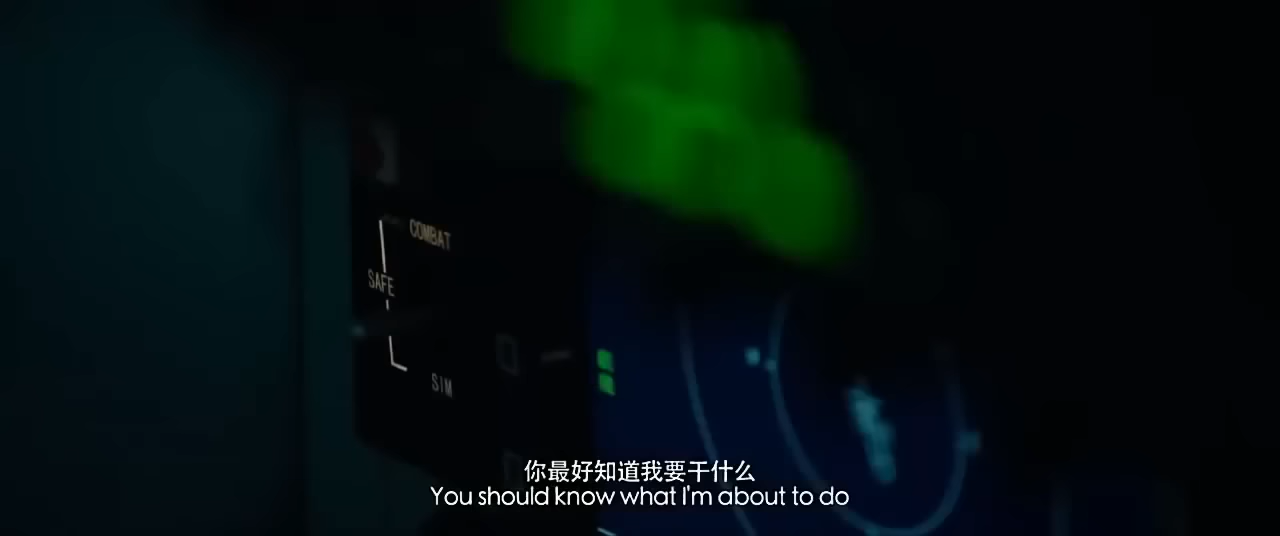 COMBAT
SAFE
SIM
你最好知道我要干什么
You should know what I'm about to do